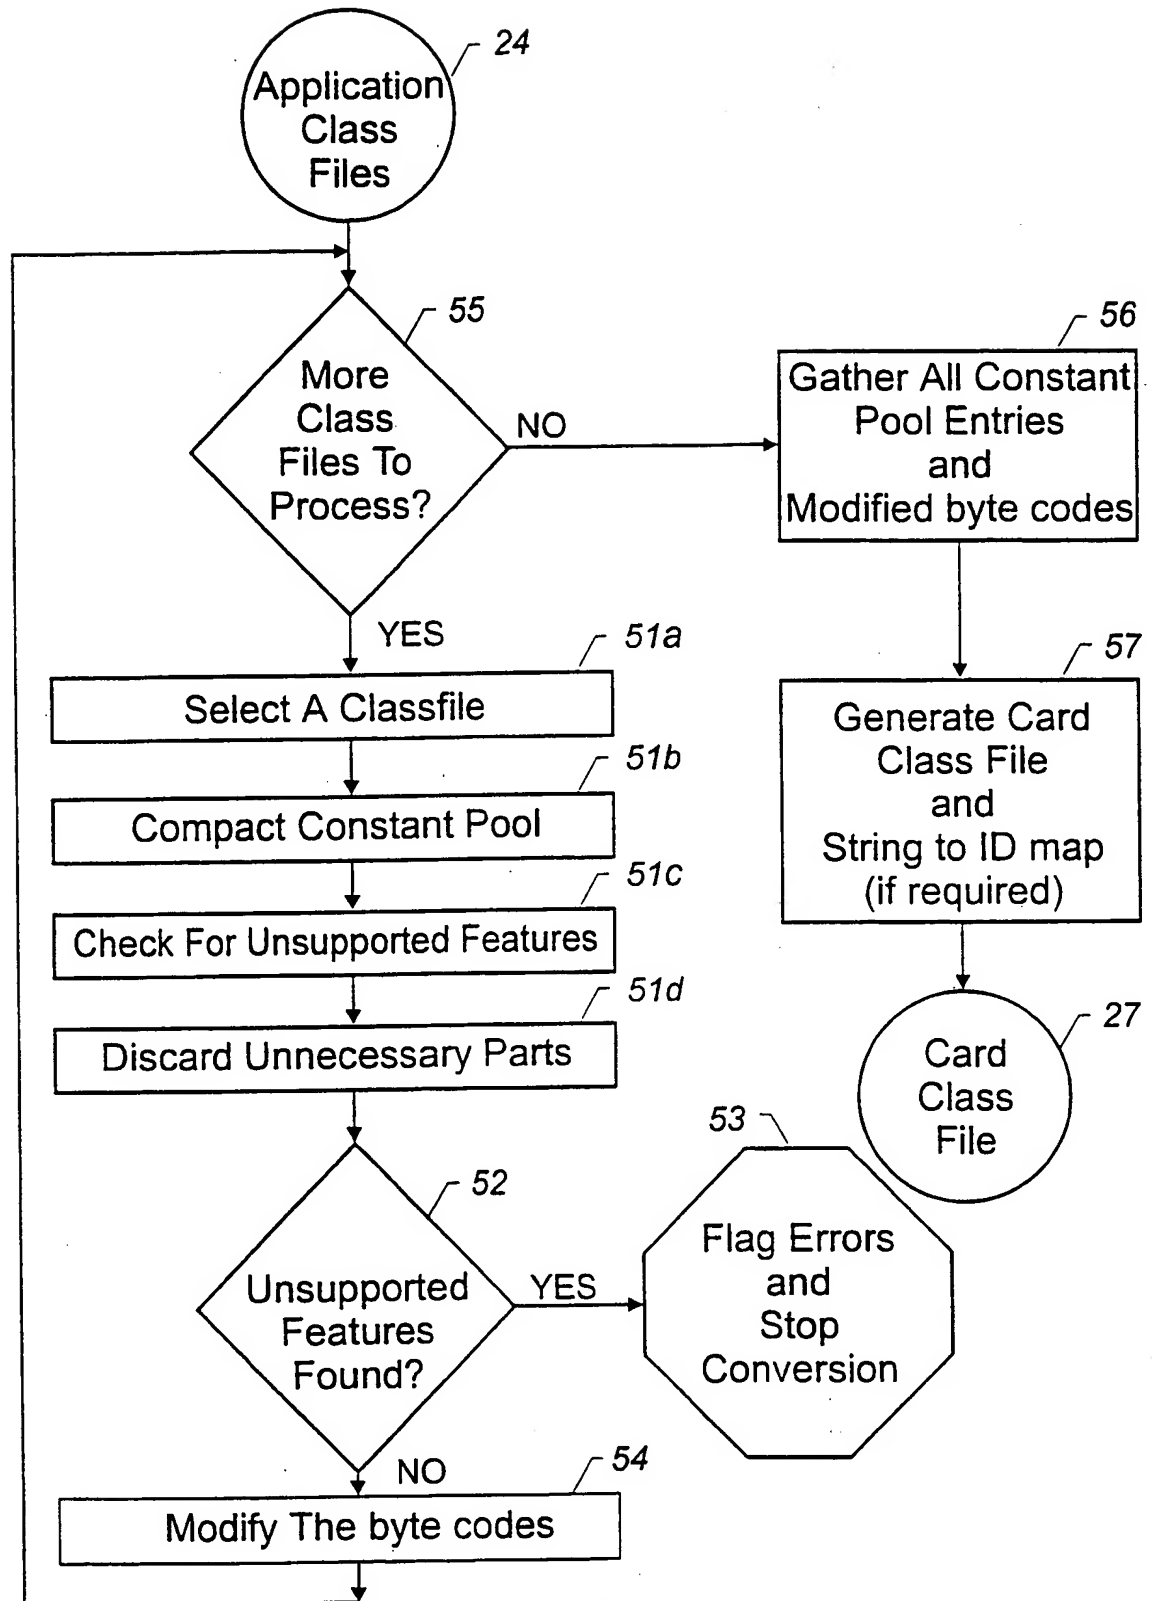 24
Application
Class
Files
55
More
Class
Files To
Process?
NO
56
Gather All Constant
Pool Entries
and
Modified byte codes
YES
51a
Select A Classfile
51b
Compact Constant Pool
51c
Check For Unsupported Features
51d
Discard Unnecessary Parts
57
Generate Card
Class File
and
String to ID map
(if required)
27
Card
Class
File
52
Unsupported
Features
Found?
YES
53
Flag Errors
and
Stop
Conversion
NO
54
Modify The byte codes